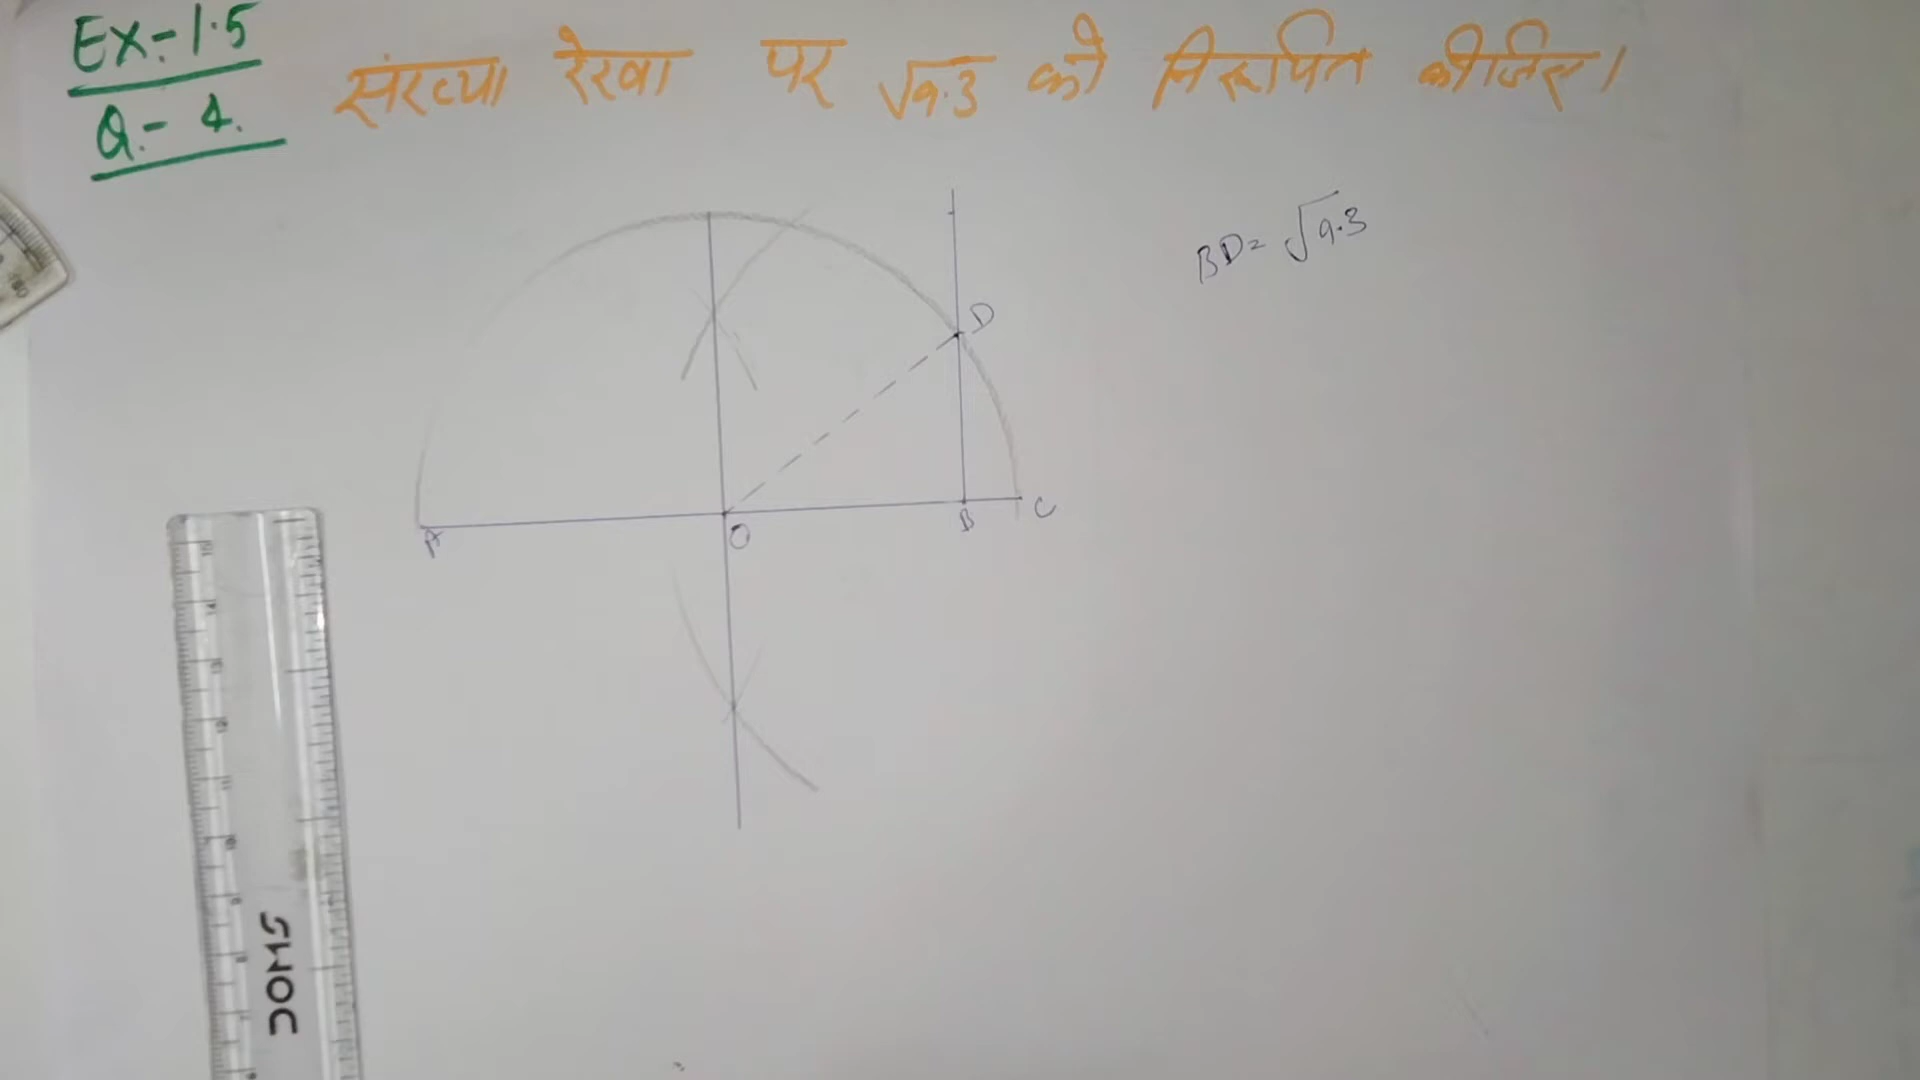 Ex.-1.5
Q.- 4.
संख्या रेखा पर √9.3 को निरूपित कीजिए।
BD= √9.3
D
A
O
B
C
DOMS